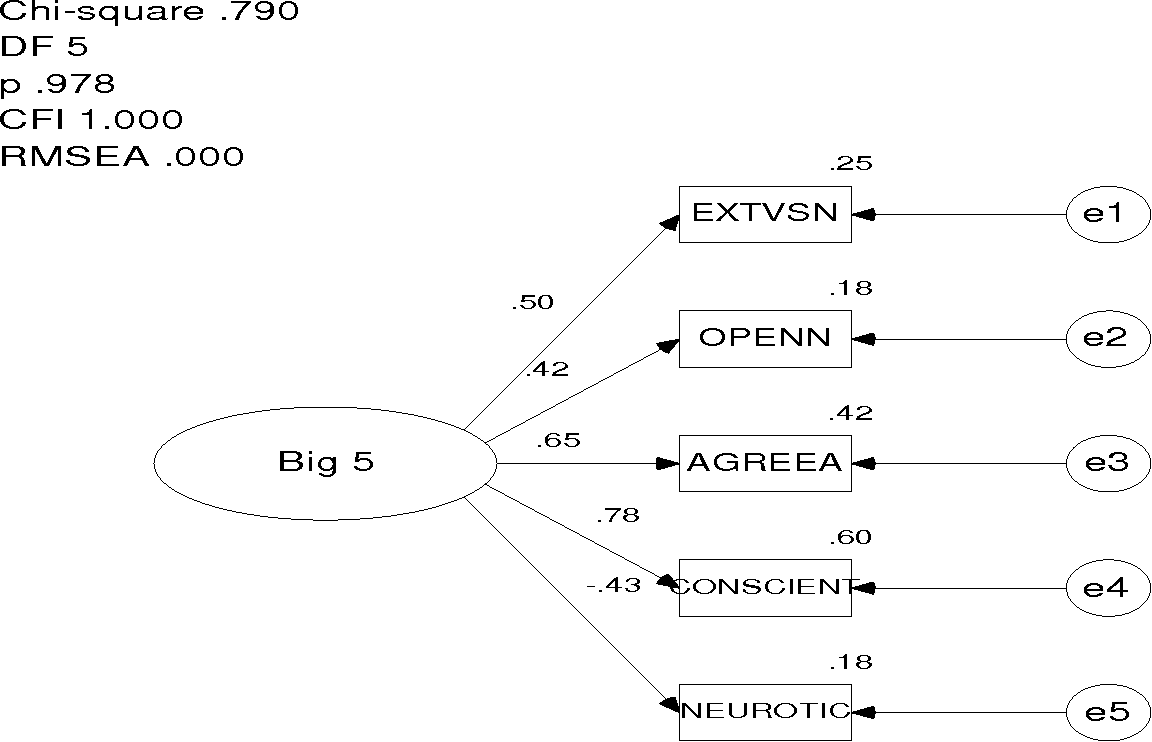 Chi-square .790
DF 5
p .978
CFI 1.000
RMSEA .000
.25
EXTVSN
e1
.50
.18
OPENN
e2
.42
.42
.65
Big 5
AGREEA
e3
.78
.60
-.43
CONSCIENT
e4
.18
NEUROTIC
e5